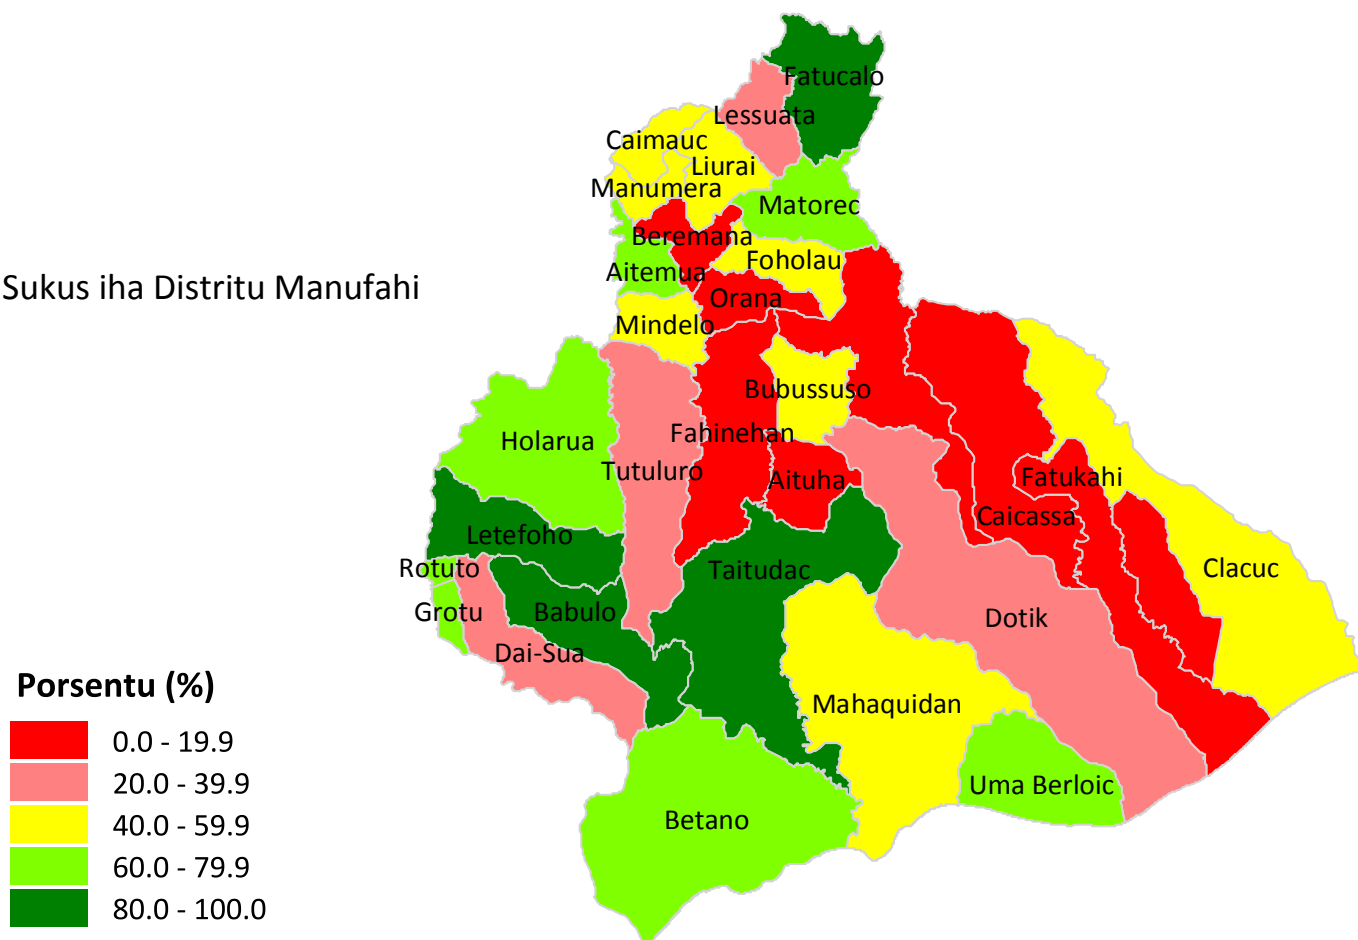 Fatucalo
Lessuata
Caimauc
Liurai
Manumera
Matorec
Beremana
Foholau
Aitemua
Sukus iha Distritu Manufahi
Orana
Mindelo
Bubussuso
Fahinehan
Holarua
Tutuluro
Aituha
Fatukahi
Caicassa
Letefoho
Rotuto
Taitudac
Clacuc
Grotu
Babulo
Dotik
Dai-Sua
Mahaquidan
Uma Berloic
Betano
Porsentu (%)
0.0 - 19.9
20.0 - 39.9
40.0 - 59.9
60.0 - 79.9
80.0 - 100.0